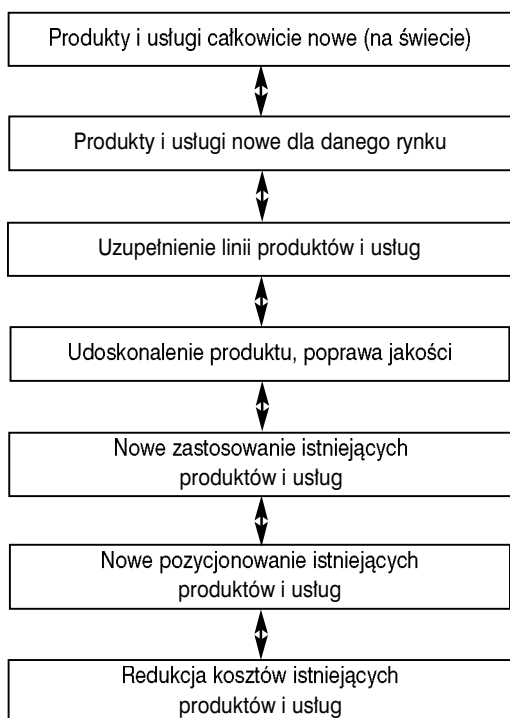 Produkty i usługi całkowicie nowe (na świecie)
Produkty i usługi nowe dla danego rynku
Uzupełnienie linii produktów i usług
Udoskonalenie produktu, poprawa jakości
Nowe zastosowanie istniejących
produktów i usług
Nowe pozycjonowanie istniejących
produktów i usług
Redukcja kosztów istniejących
produktów i usług